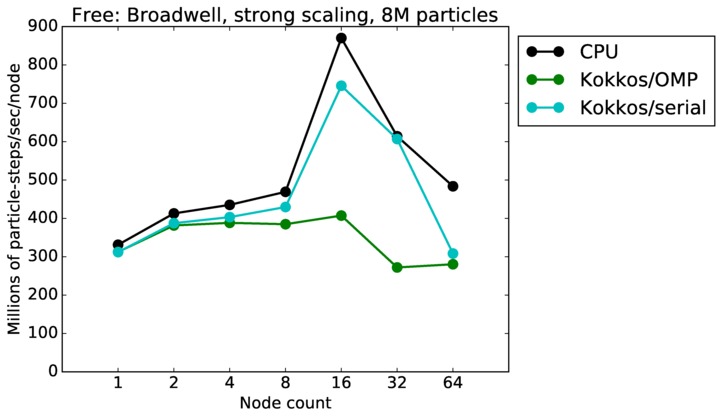 Free: Broadwell, strong scaling, 8M particles
CPU
Kokkos/OMP
Kokkos/serial
Millions of particle-steps/sec/node
900
800
700
600
500
400
300
200
100
0
1 2 4 8 16 32 64
Node count